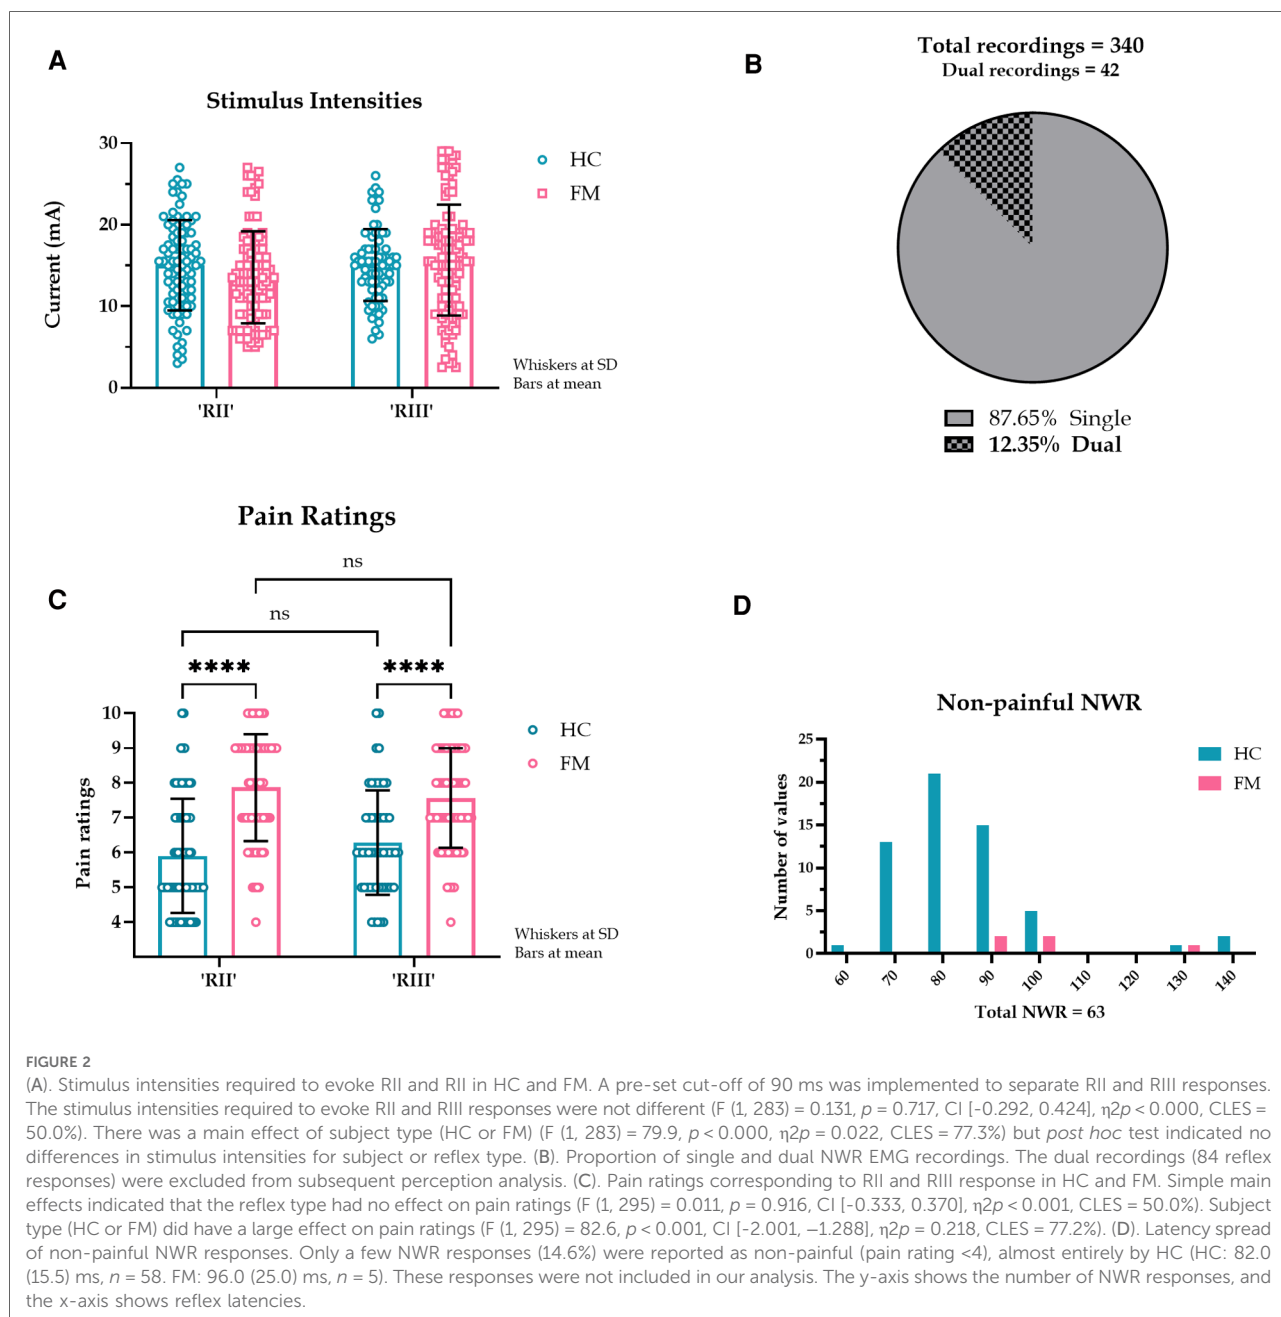 A
Stimulus Intensities
30
20
10
0
Current (mA)
HC
FM
'RII'
'RIII'
Whiskers at SD
Bars at mean
B
Total recordings = 340
Dual recordings = 42
87.65% Single
12.35% Dual
Pain Ratings
C
ns
ns
****
****
10
9
8
7
6
5
4
Pain ratings
HC
FM
'RII'
'RIII'
Whiskers at SD
Bars at mean
D
Non-painful NWR
25
20
15
10
5
0
Number of values
HC
FM
60
70
80
90
100
110
120
130
140
Total NWR = 63
FIGURE 2
(A). Stimulus intensities required to evoke RII and RII in HC and FM. A pre-set cut-off of 90 ms was implemented to separate RII and RIII responses.
The stimulus intensities required to evoke RII and RIII responses were not different (F (1, 283) = 0.131, p = 0.717, CI [-0.292, 0.424], η2p < 0.000, CLES =
50.0%). There was a main effect of subject type (HC or FM) (F (1, 283) = 79.9, p < 0.000, η2p = 0.022, CLES = 77.3%) but post hoc test indicated no
differences in stimulus intensities for subject or reflex type. (B). Proportion of single and dual NWR EMG recordings. The dual recordings (84 reflex
responses) were excluded from subsequent perception analysis. (C). Pain ratings corresponding to RII and RIII response in HC and FM. Simple main
effects indicated that the reflex type had no effect on pain ratings (F (1, 295) = 0.011, p = 0.916, CI [-0.333, 0.370], η2p < 0.001, CLES = 50.0%). Subject
type (HC or FM) did have a large effect on pain ratings (F (1, 295) = 82.6, p < 0.001, CI [-2.001, −1.288], η2p = 0.218, CLES = 77.2%). (D). Latency spread
of non-painful NWR responses. Only a few NWR responses (14.6%) were reported as non-painful (pain rating <4), almost entirely by HC (HC: 82.0
(15.5) ms, n = 58. FM: 96.0 (25.0) ms, n = 5). These responses were not included in our analysis. The y-axis shows the number of NWR responses, and
the x-axis shows reflex latencies.